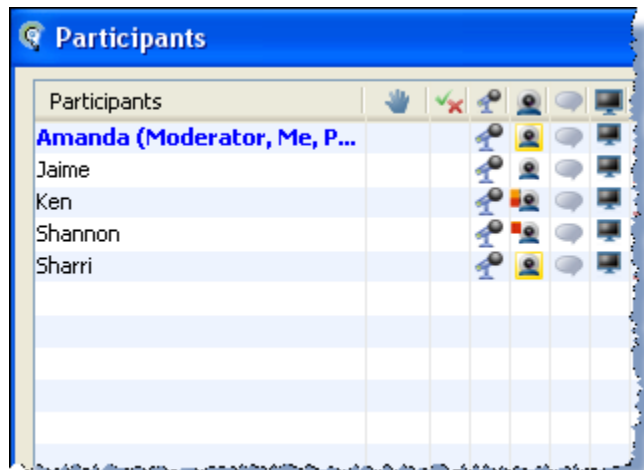 Participants
Participants
Amanda (Moderator, Me, P...
Jaime
Ken
Shannon
Sharri